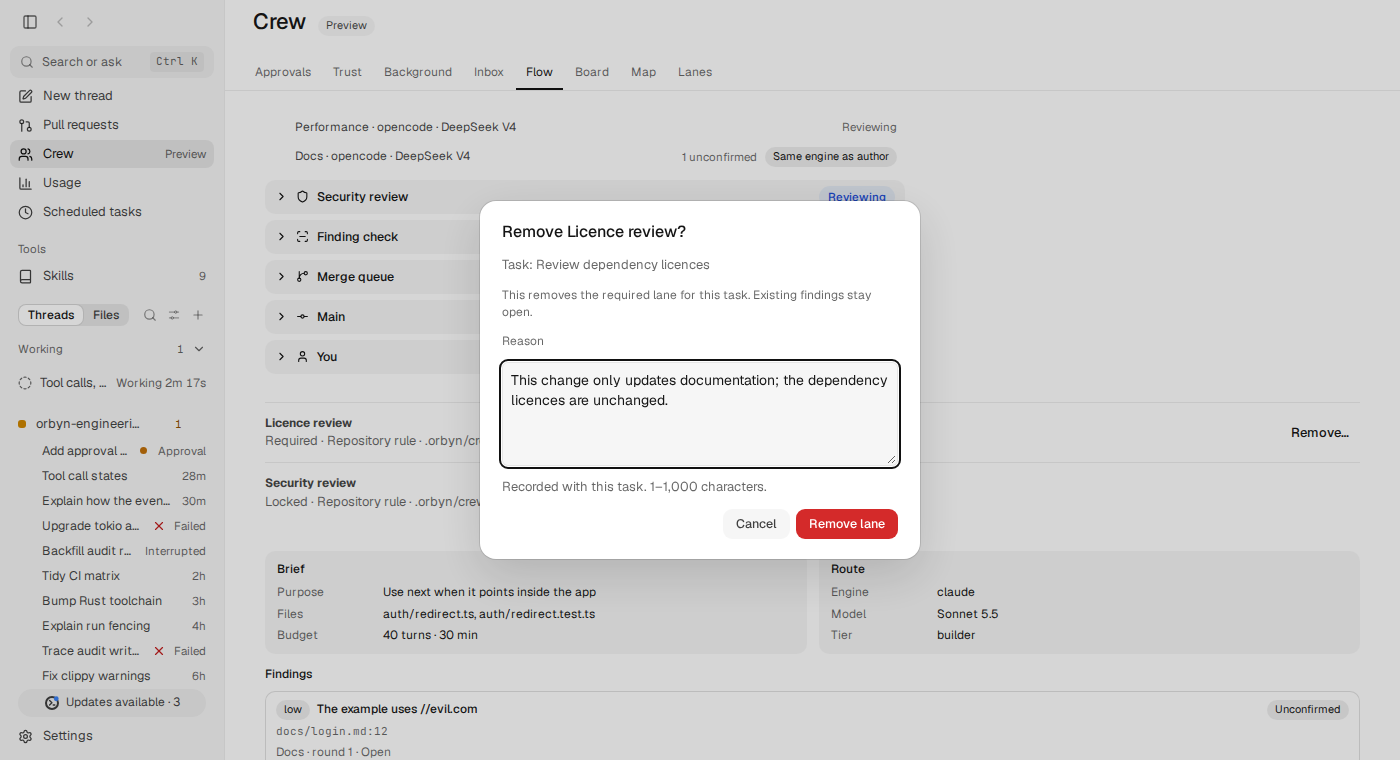 Crew
Preview
Search or ask
Ctrl K
New thread
Pull requests
Crew
Preview
Usage
Scheduled tasks
Tools
Skills
9
Threads
Files
Working
1
Tool calls, …
Working 2m 17s
orbyn-engineeri…
1
Add approval …
Approval
Tool call states
28m
Explain how the even…
30m
Upgrade tokio a…
Failed
Backfill audit r…
Interrupted
Tidy CI matrix
2h
Bump Rust toolchain
3h
Explain run fencing
4h
Trace audit writ…
Failed
Fix clippy warnings
6h
Updates available · 3
Settings
Approvals
Trust
Background
Inbox
Flow
Board
Map
Lanes
Performance · opencode · DeepSeek V4
Reviewing
Docs · opencode · DeepSeek V4
1 unconfirmed
Same engine as author
Security review
Reviewing
Finding check
Merge queue
Main
You
Licence review
Required · Repository rule · .orbyn/cr
Remove…
Security review
Locked · Repository rule · .orbyn/crew
Remove Licence review?
Task: Review dependency licences
This removes the required lane for this task. Existing findings stay
open.
Reason
This change only updates documentation; the dependency
licences are unchanged.
Recorded with this task. 1–1,000 characters.
Cancel
Remove lane
Brief
Purpose
Use next when it points inside the app
Files
auth/redirect.ts, auth/redirect.test.ts
Budget
40 turns · 30 min
Route
Engine
claude
Model
Sonnet 5.5
Tier
builder
Findings
low
The example uses //evil.com
Unconfirmed
docs/login.md:12
Docs · round 1 · Open